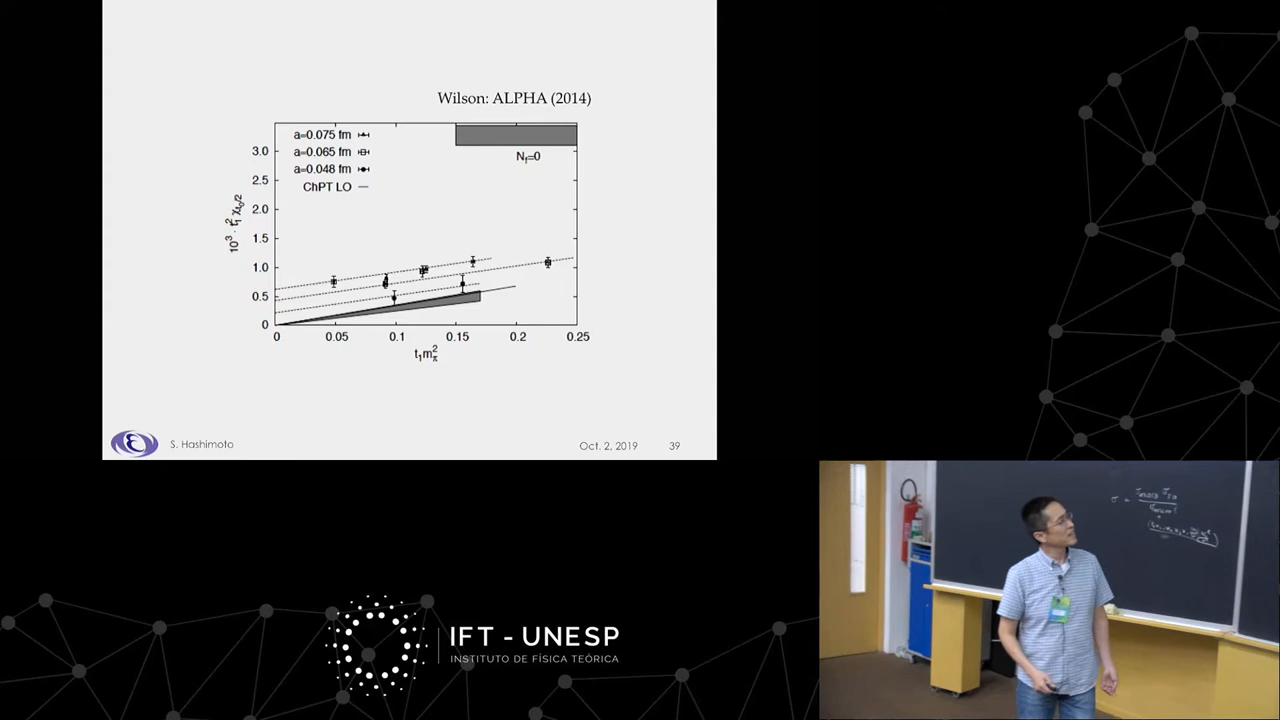 Wilson: ALPHA (2014)
a=0.075 fm
a=0.065 fm
a=0.048 fm
ChPT LO
N_f=0
10^3 · t_1^2 χ_t0/2
3.0
2.5
2.0
1.5
1.0
0.5
0
0 0.05 0.1 0.15 0.2 0.25
t_1m_π^2
S. Hashimoto
Oct. 2, 2019
39
IFT - UNESP
INSTITUTO DE FÍSICA TEÓRICA